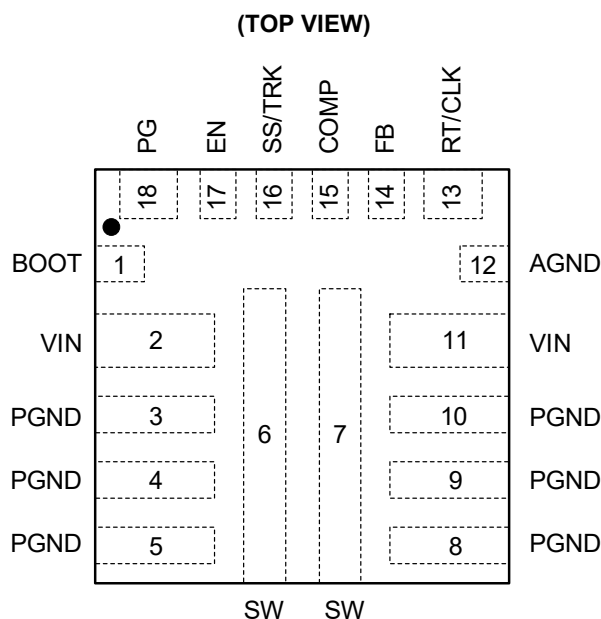 (TOP VIEW)
PG
EN
SS/TRK
COMP
FB
RT/CLK
18
17
16
15
14
13
BOOT 1 12 AGND
VIN 2 11 VIN
PGND 3 10 PGND
6 7
PGND 4 9 PGND
PGND 5 8 PGND
SW SW